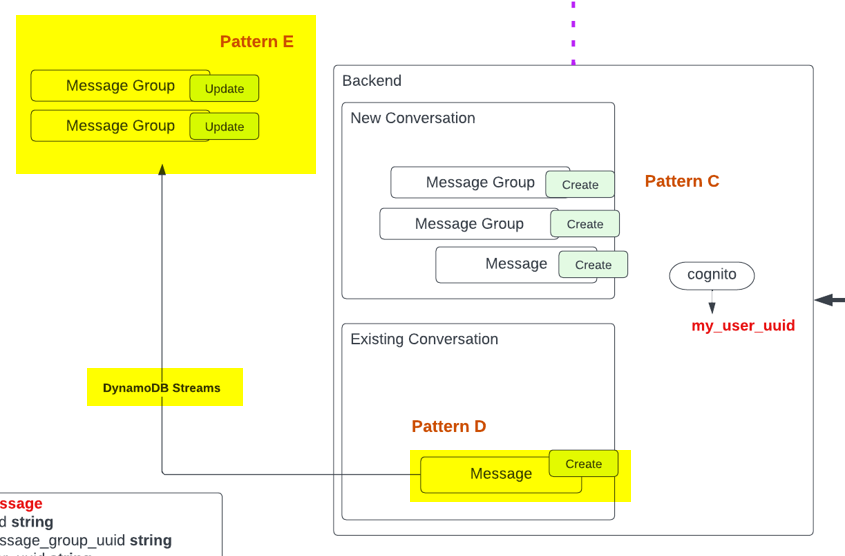 Pattern E
Message Group
Update
Message Group
Update
DynamoDB Streams
Backend
New Conversation
Message Group
Create
Message Group
Create
Message
Create
Pattern C
cognito
my_user_uuid
Existing Conversation
Pattern D
Message
Create
ssage
d string
ssage_group_uuid string